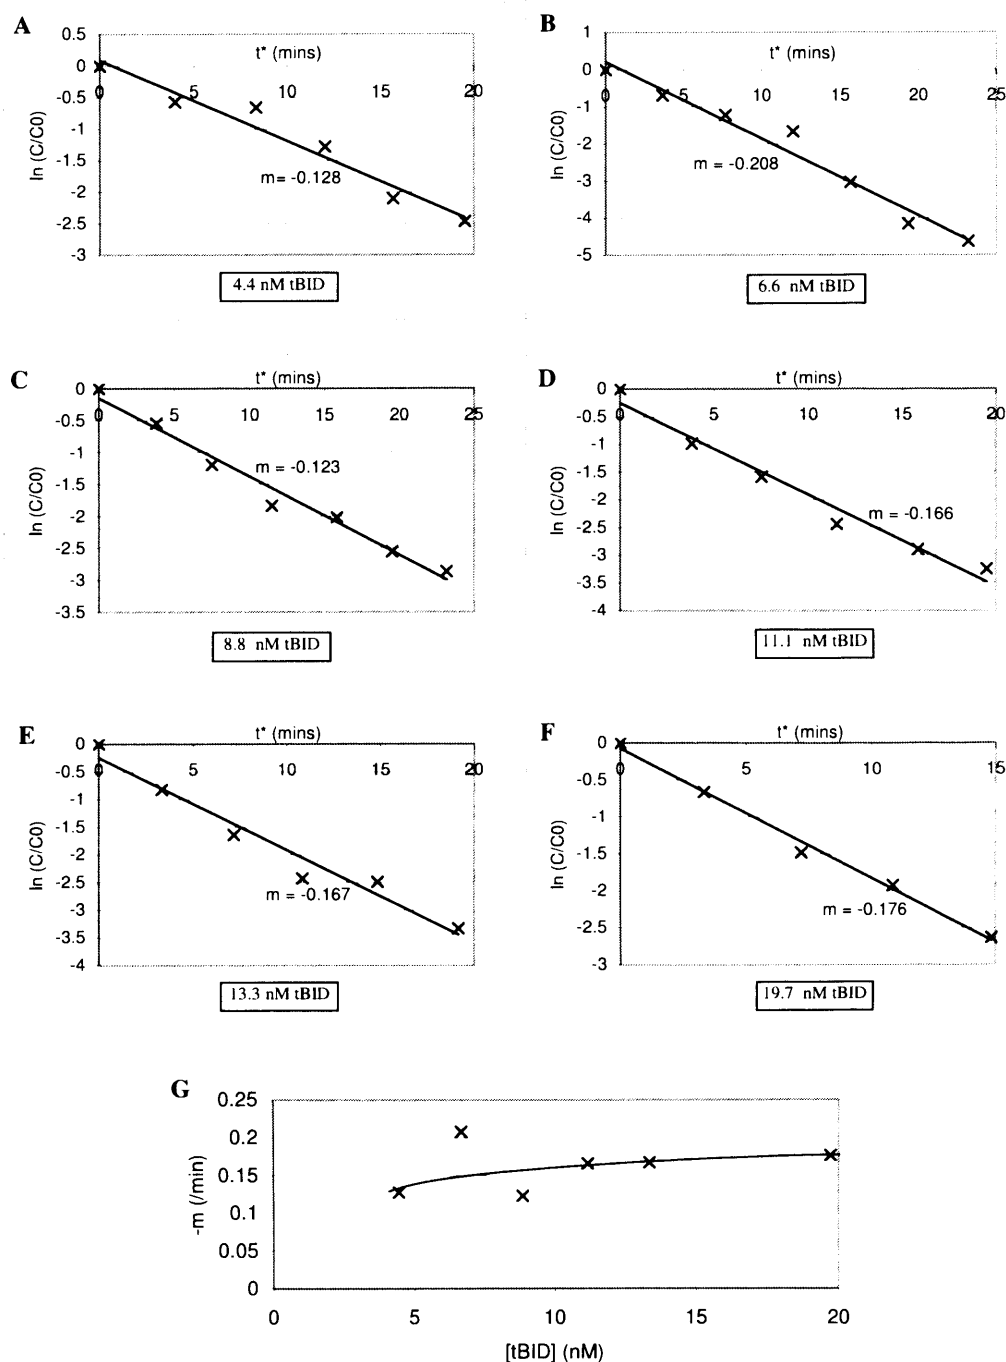 A
t* (mins)
0.5
0
-0.5
-1
-1.5
-2
-2.5
-3
0 5 10 15 20
ln (C/C0)
m= -0.128
4.4 nM tBID
B
t* (mins)
1
0
-1
-2
-3
-4
-5
0 5 10 15 20 25
ln (C/C0)
m = -0.208
6.6 nM tBID
C
t* (mins)
0
-0.5
-1
-1.5
-2
-2.5
-3
-3.5
0 5 10 15 20 25
ln (C/C0)
m = -0.123
8.8 nM tBID
D
t* (mins)
0
-0.5
-1
-1.5
-2
-2.5
-3
-3.5
-4
0 5 10 15 20
ln (C/C0)
m = -0.166
11.1 nM tBID
E
t* (mins)
0
-0.5
-1
-1.5
-2
-2.5
-3
-3.5
-4
0 5 10 15 20
ln (C/C0)
m = -0.167
13.3 nM tBID
F
t* (mins)
0
-0.5
-1
-1.5
-2
-2.5
-3
0 5 10 15
ln (C/C0)
m = -0.176
19.7 nM tBID
G
0.25
0.2
0.15
0.1
0.05
0
-m (/min)
0 5 10 15 20
[tBID] (nM)